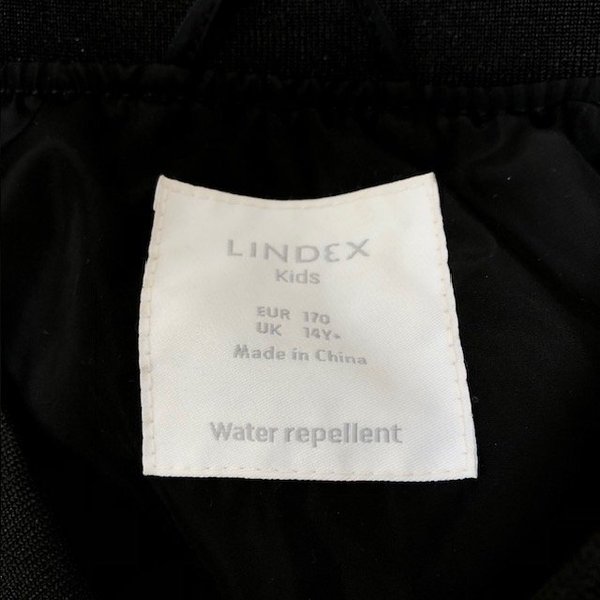 LINDEX
Kids
EUR 170
UK 14Y+
Made in China
Water repellent